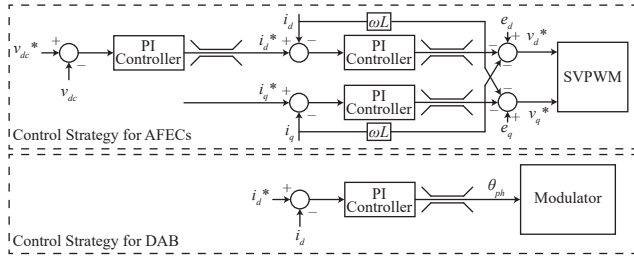 i_d
ωL
e_d
v_dc*
+
−
PI
Controller
i_d*
+
−
PI
Controller
−
+
−
v_d*
v_dc
SVPWM
i_q*
+
−
PI
Controller
−
−
+
v_q*
i_q
ωL
e_q
Control Strategy for AFECs
i_d*
+
−
PI
Controller
θ_ph
Modulator
i_d
Control Strategy for DAB